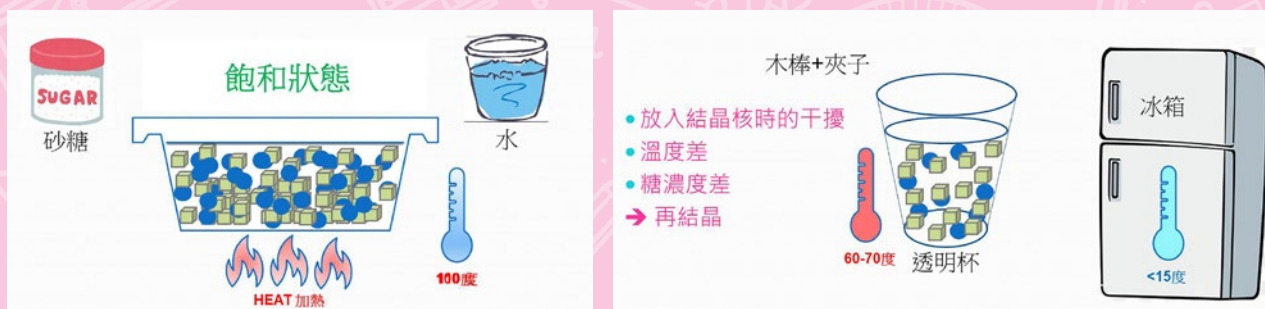 SUGAR
砂糖
飽和狀態
水
100度
HEAT 加熱
木棒+夾子
放入結晶核時的干擾
溫度差
糖濃度差
➔ 再結晶
60-70度
透明杯
冰箱
<15度